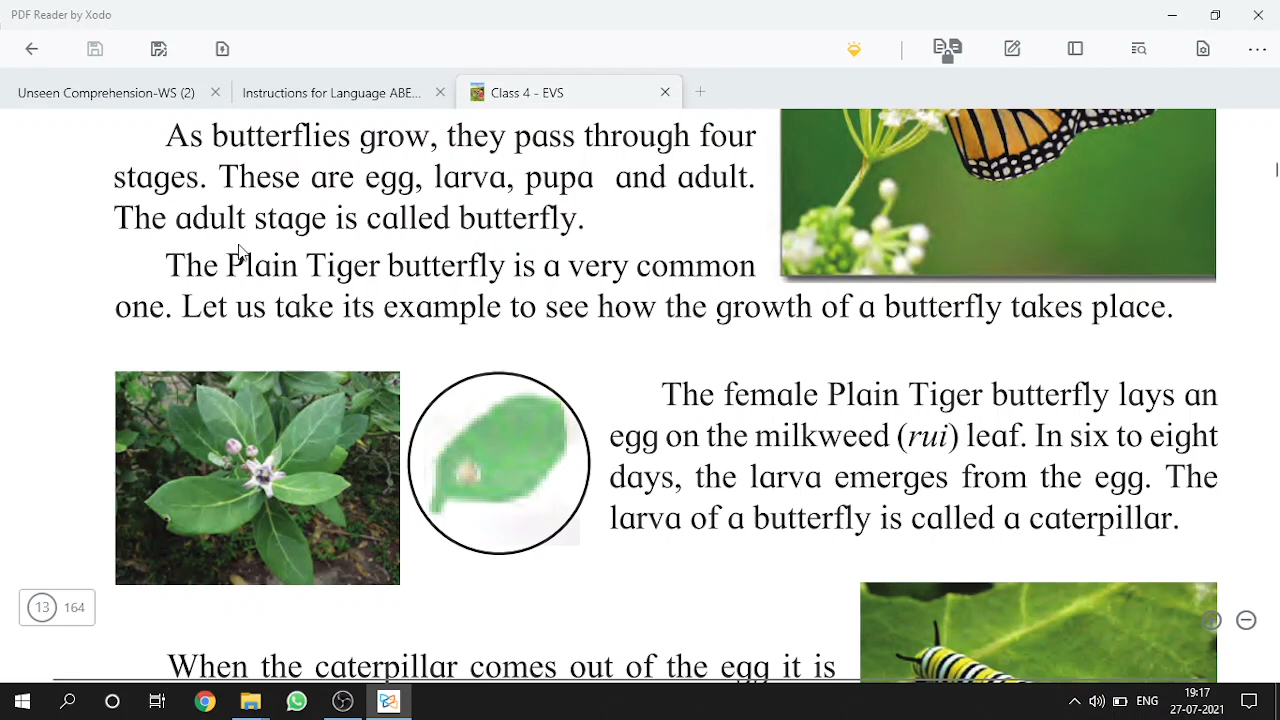 PDF Reader by Xodo
Unseen Comprehension-WS (2)
Instructions for Language ABE...
Class 4 - EVS
As butterflies grow, they pass through four
stages. These are egg, larva, pupa and adult.
The adult stage is called butterfly.
The Plain Tiger butterfly is a very common
one. Let us take its example to see how the growth of a butterfly takes place.
The female Plain Tiger butterfly lays an
egg on the milkweed (rui) leaf. In six to eight
days, the larva emerges from the egg. The
larva of a butterfly is called a caterpillar.
13 164
When the caterpillar comes out of the egg it is
ENG
19:17
27-07-2021